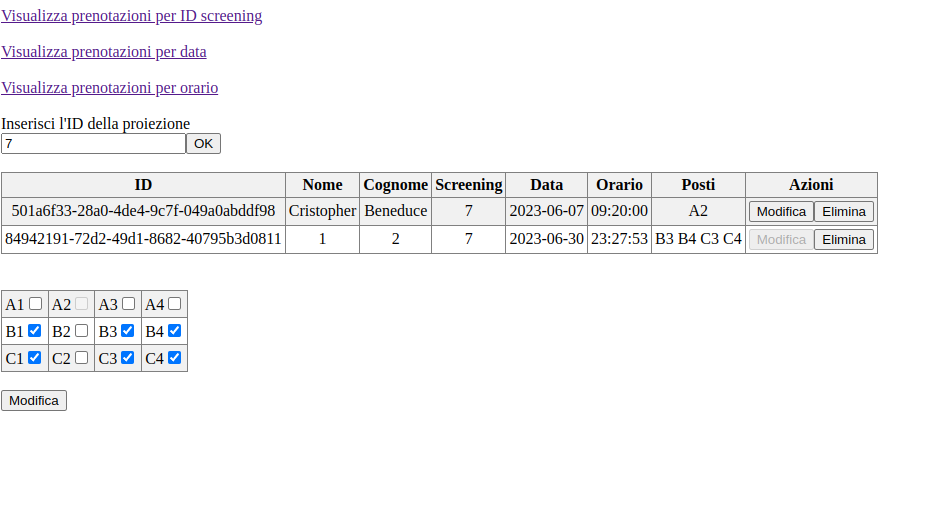 Visualizza prenotazioni per ID screening
Visualizza prenotazioni per data
Visualizza prenotazioni per orario
Inserisci l'ID della proiezione
7 OK
ID Nome Cognome Screening Data Orario Posti Azioni
501a6f33-28a0-4de4-9c7f-049a0abddf98 Cristopher Beneduce 7 2023-06-07 09:20:00 A2 Modifica Elimina
84942191-72d2-49d1-8682-40795b3d0811 1 2 7 2023-06-30 23:27:53 B3 B4 C3 C4 Modifica Elimina
A1 A2 A3 A4
B1 B2 B3 B4
C1 C2 C3 C4
Modifica